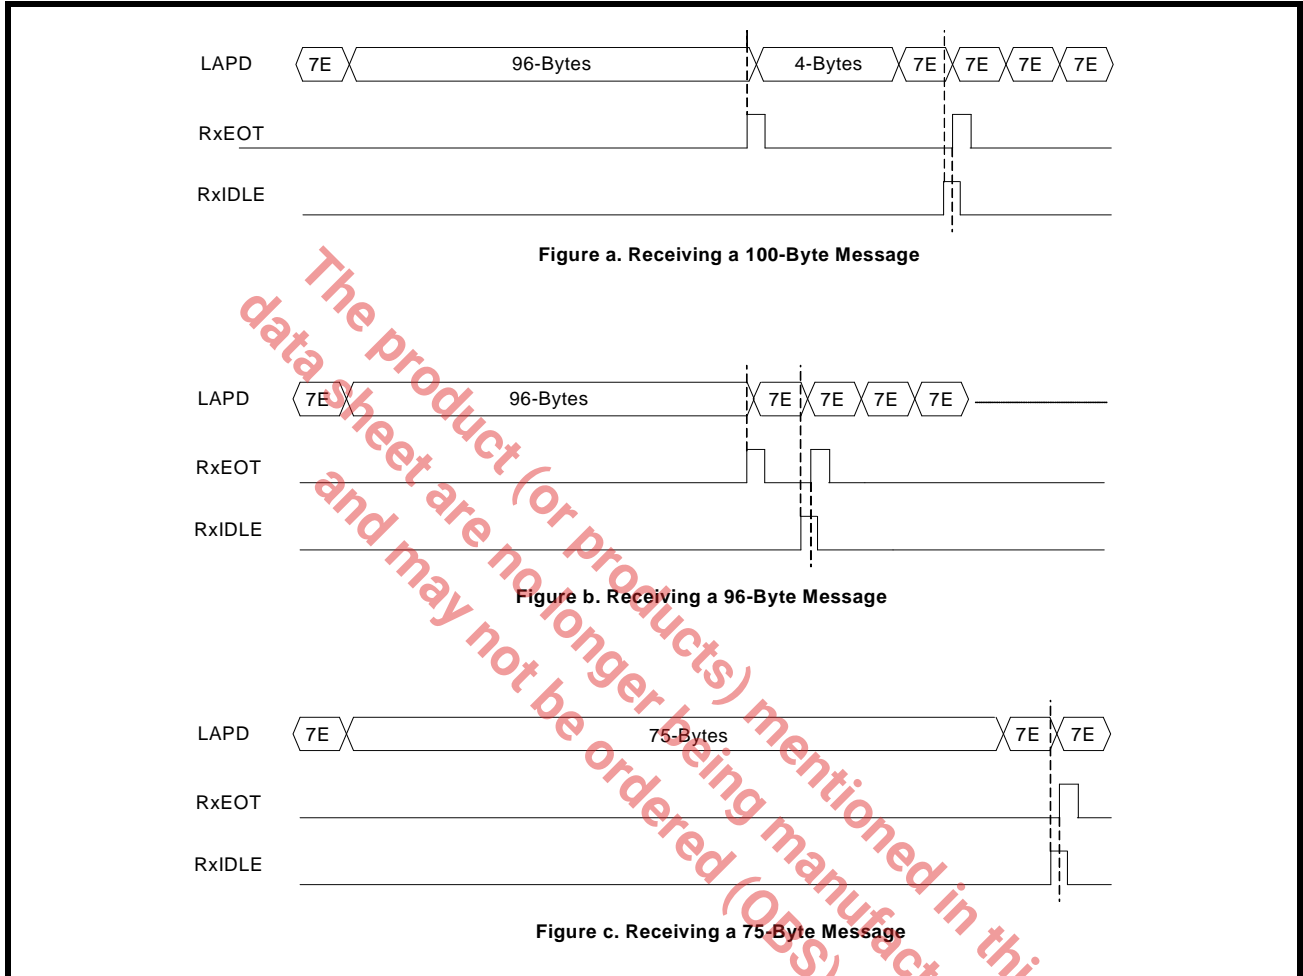 LAPD 7E 96-Bytes 4-Bytes 7E 7E 7E 7E
RxEOT
RxIDLE
Figure a. Receiving a 100-Byte Message
LAPD 7E 96-Bytes 7E 7E 7E 7E
RxEOT
RxIDLE
Figure b. Receiving a 96-Byte Message
LAPD 7E 75-Bytes 7E 7E
RxEOT
RxIDLE
Figure c. Receiving a 75-Byte Message
The product (or products) mentioned in thi
data sheet are no longer being manufact
and may not be ordered (OBS)